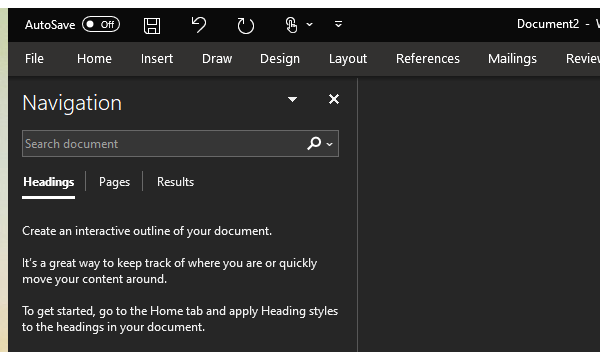 AutoSave Off Document2 - W
File Home Insert Draw Design Layout References Mailings Review
Navigation
Search document
Headings Pages Results
Create an interactive outline of your document.
It's a great way to keep track of where you are or quickly
move your content around.
To get started, go to the Home tab and apply Heading styles
to the headings in your document.